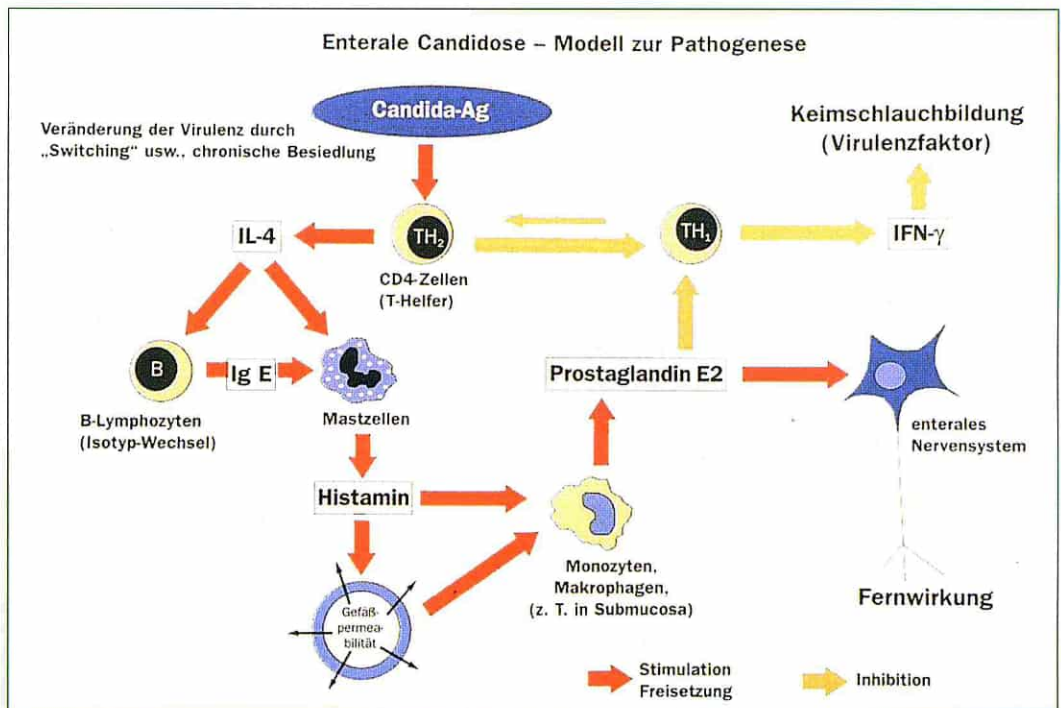 Enterale Candidose – Modell zur Pathogenese
Candida-Ag
Veränderung der Virulenz durch
„Switching“ usw., chronische Besiedlung
Keimschlauchbildung
(Virulenzfaktor)
IL-4
TH2
CD4-Zellen
(T-Helfer)
TH1
IFN-γ
B
B-Lymphozyten
(Isotyp-Wechsel)
Ig E
Mastzellen
Prostaglandin E2
enterales
Nervensystem
Histamin
Monozyten,
Makrophagen,
(z. T. in Submucosa)
Gefäß-
permea-
bilität
Fernwirkung
Stimulation
Freisetzung
Inhibition